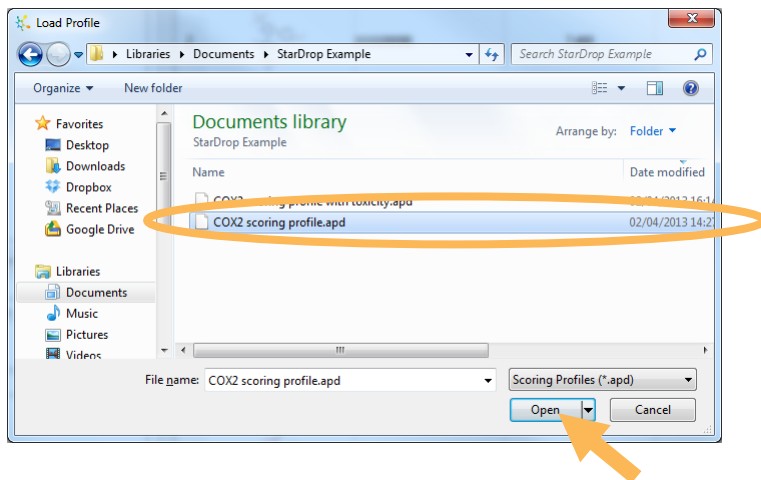 Load Profile
Libraries Documents StarDrop Example Search StarDrop Example
Organize New folder
Favorites
Desktop
Downloads
Dropbox
Recent Places
Google Drive
Libraries
Documents
Music
Pictures
Videos
Documents library
StarDrop Example
Arrange by: Folder
Name Date modified
COX2 scoring profile with toxicity.apd
COX2 scoring profile.apd 02/04/2013 14:27
File name: COX2 scoring profile.apd Scoring Profiles (*.apd)
Open Cancel